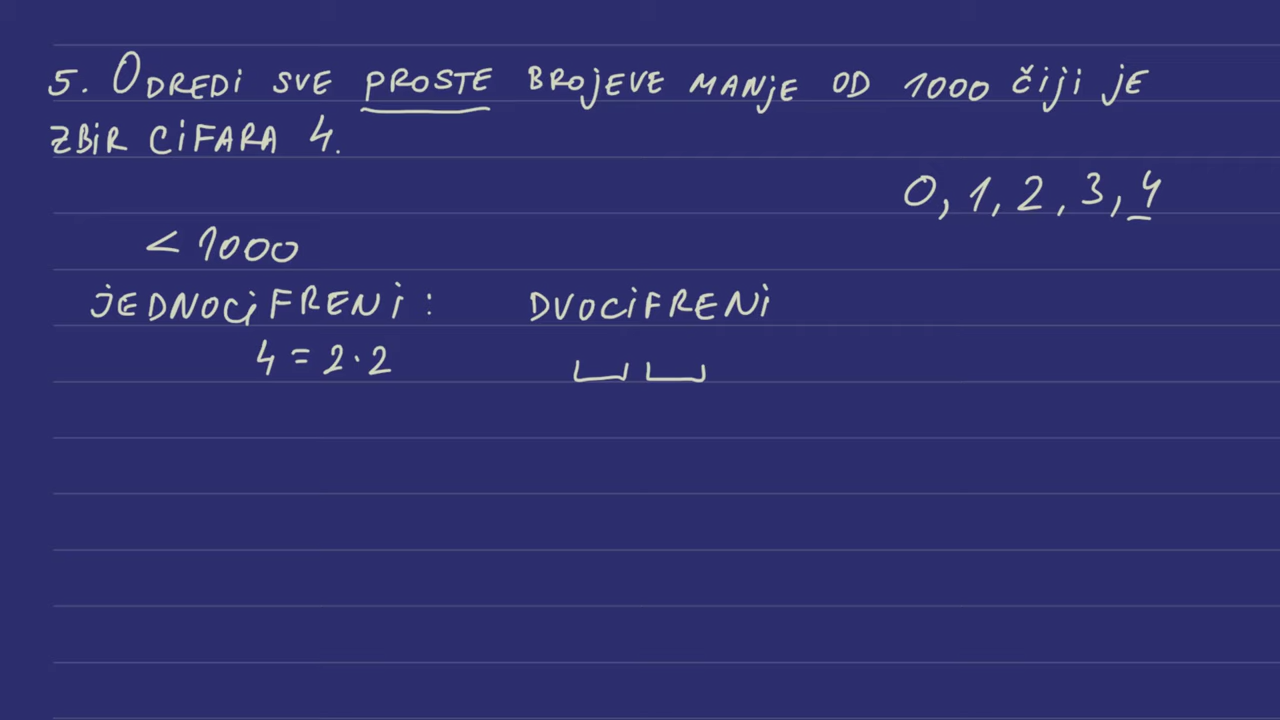 5. ODREDI SVE PROSTE BROJEVE MANJE OD 1000 ČIJI JE
ZBIR CIFARA 4.
0, 1, 2, 3, 4
< 1000
JEDNOCIFRENI: DVOCIFRENI
4 = 2·2